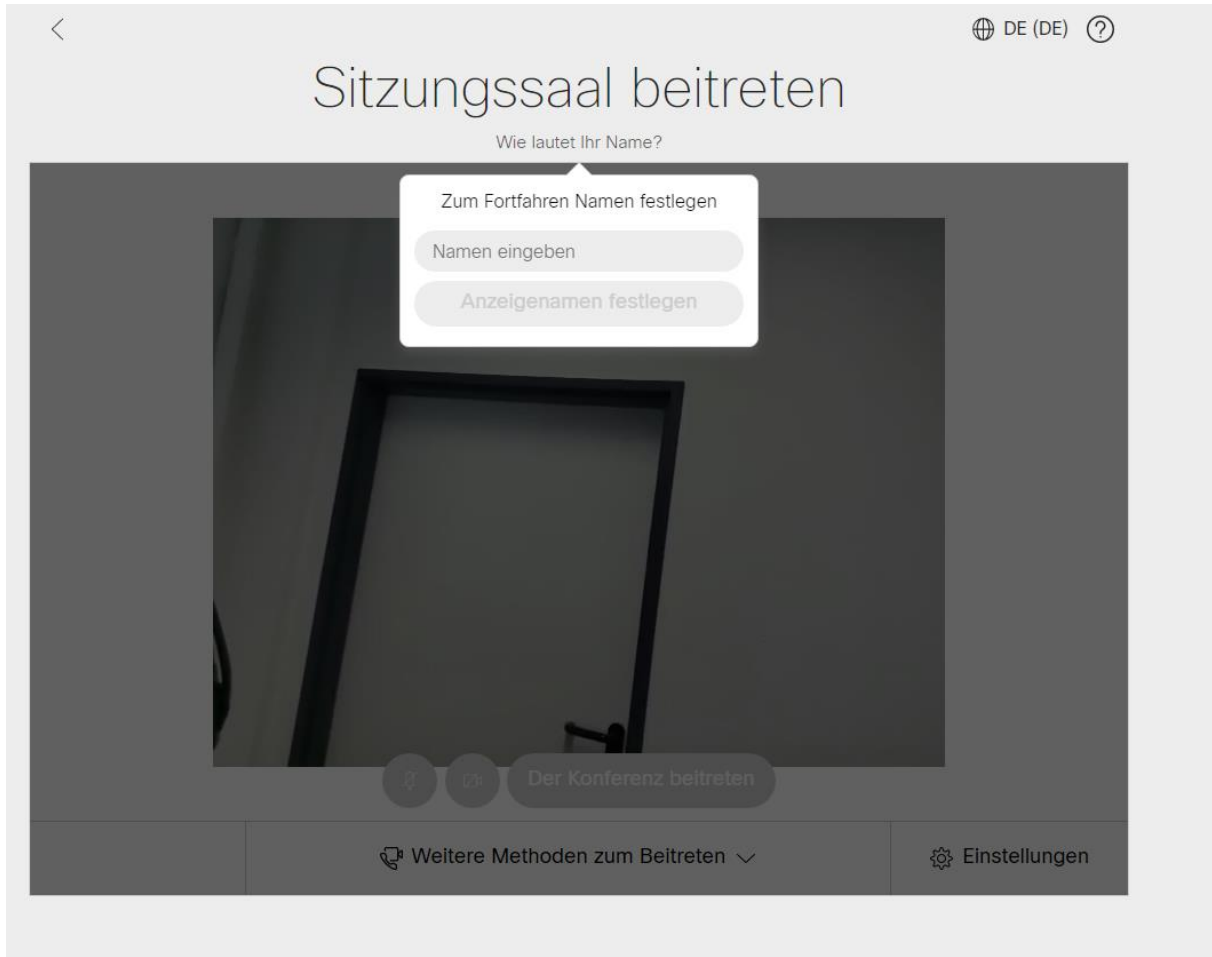 DE (DE)
Sitzungssaal beitreten
Wie lautet Ihr Name?
Zum Fortfahren Namen festlegen
Namen eingeben
Anzeigenamen festlegen
Der Konferenz beitreten
Weitere Methoden zum Beitreten
Einstellungen